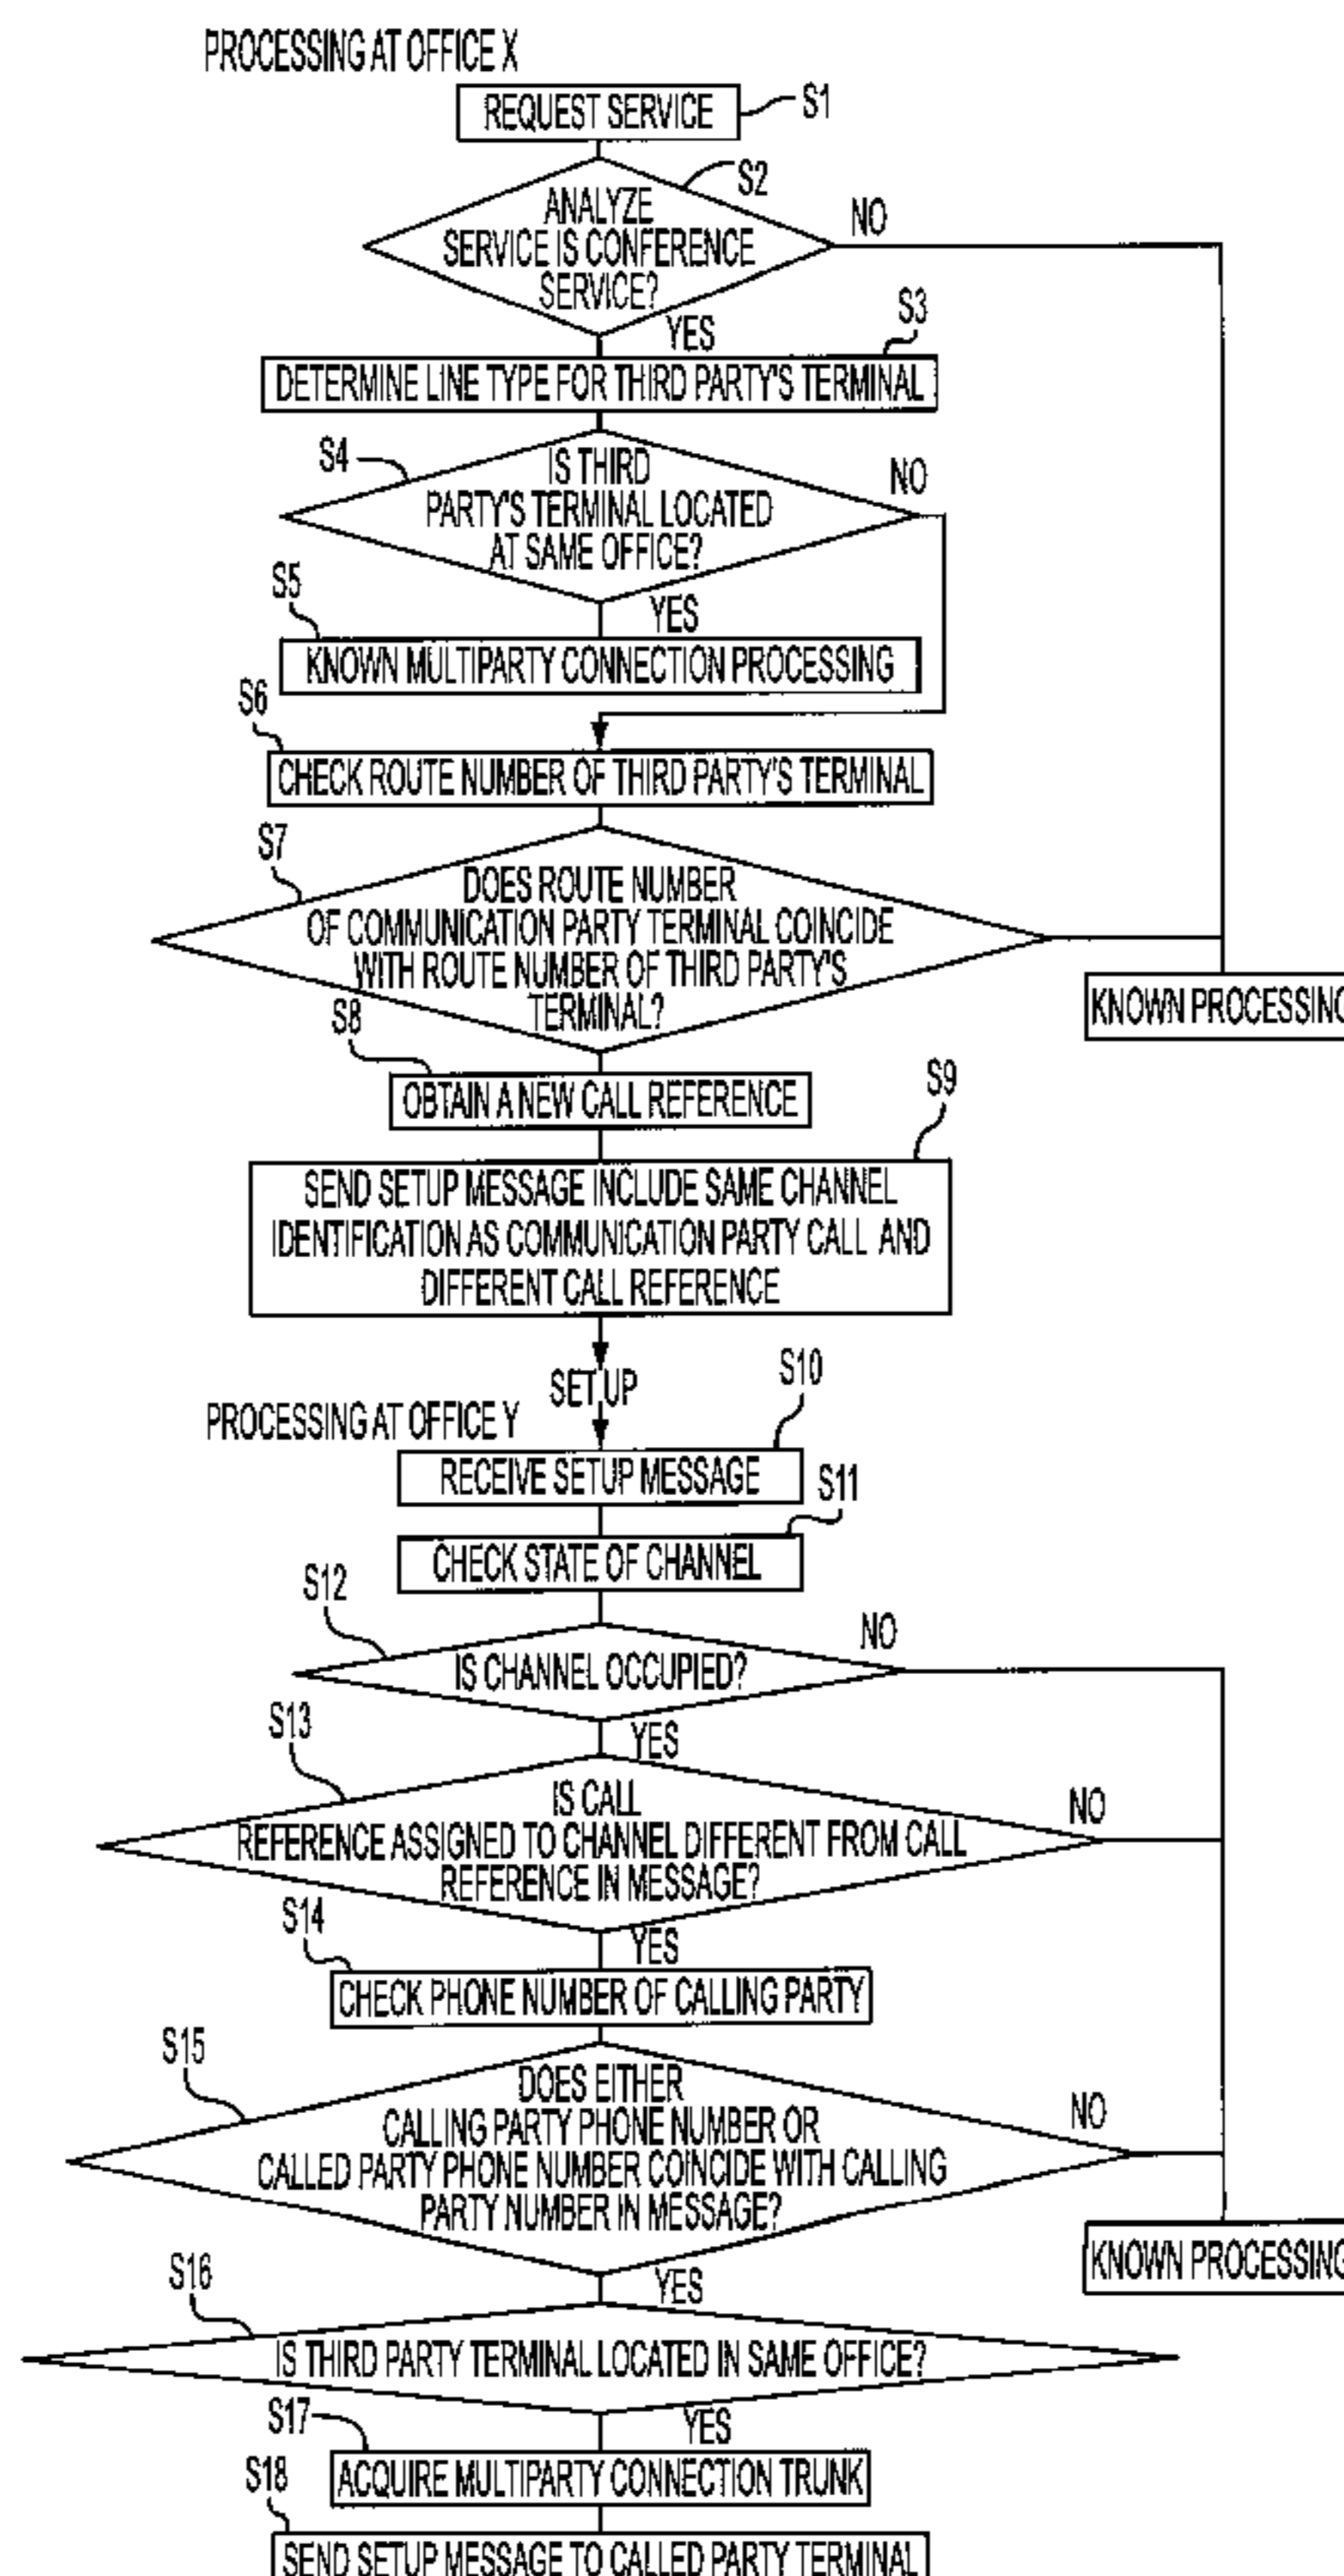 PROCESSING AT OFFICE X
REQUEST SERVICE
S1
S2
ANALYZE
SERVICE IS CONFERENCE
SERVICE?
NO
YES
S3
DETERMINE LINE TYPE FOR THIRD PARTY'S TERMINAL
S4
IS THIRD
PARTY'S TERMINAL LOCATED
AT SAME OFFICE?
NO
S5
YES
KNOWN MULTIPARTY CONNECTION PROCESSING
S6
CHECK ROUTE NUMBER OF THIRD PARTY'S TERMINAL
S7
DOES ROUTE NUMBER
OF COMMUNICATION PARTY TERMINAL COINCIDE
WITH ROUTE NUMBER OF THIRD PARTY'S
TERMINAL?
KNOWN PROCESSING
S8
OBTAIN A NEW CALL REFERENCE
S9
SEND SETUP MESSAGE INCLUDE SAME CHANNEL
IDENTIFICATION AS COMMUNICATION PARTY CALL AND
DIFFERENT CALL REFERENCE
SET UP
PROCESSING AT OFFICE Y
S10
RECEIVE SETUP MESSAGE
S11
CHECK STATE OF CHANNEL
S12
IS CHANNEL OCCUPIED?
NO
YES
S13
IS CALL
REFERENCE ASSIGNED TO CHANNEL DIFFERENT FROM CALL
REFERENCE IN MESSAGE?
NO
S14
YES
CHECK PHONE NUMBER OF CALLING PARTY
S15
DOES EITHER
CALLING PARTY PHONE NUMBER OR
CALLED PARTY PHONE NUMBER COINCIDE WITH CALLING
PARTY NUMBER IN MESSAGE?
NO
KNOWN PROCESSING
YES
S16
IS THIRD PARTY TERMINAL LOCATED IN SAME OFFICE?
S17
YES
ACQUIRE MULTIPARTY CONNECTION TRUNK
S18
SEND SETUP MESSAGE TO CALLED PARTY TERMINAL